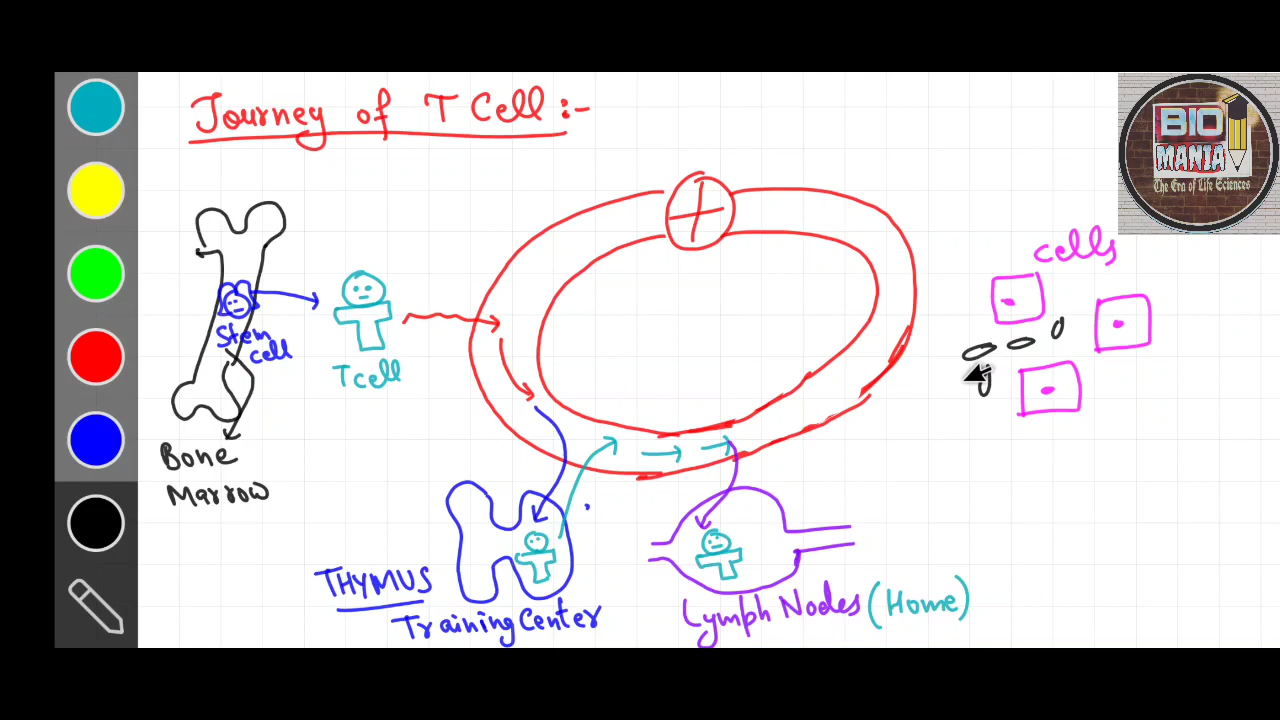 Journey of T Cell :-
BIO
MANIA
The Era of Life Sciences
cells
Stem
cell
T cell
Bone
Marrow
THYMUS
Training Center
Lymph Nodes (Home)